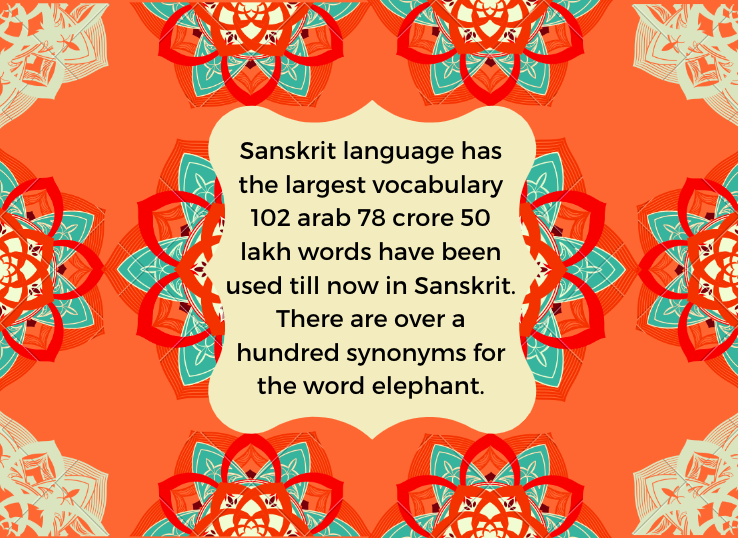 Sanskrit language has
the largest vocabulary
102 arab 78 crore 50
lakh words have been
used till now in Sanskrit.
There are over a
hundred synonyms for
the word elephant.